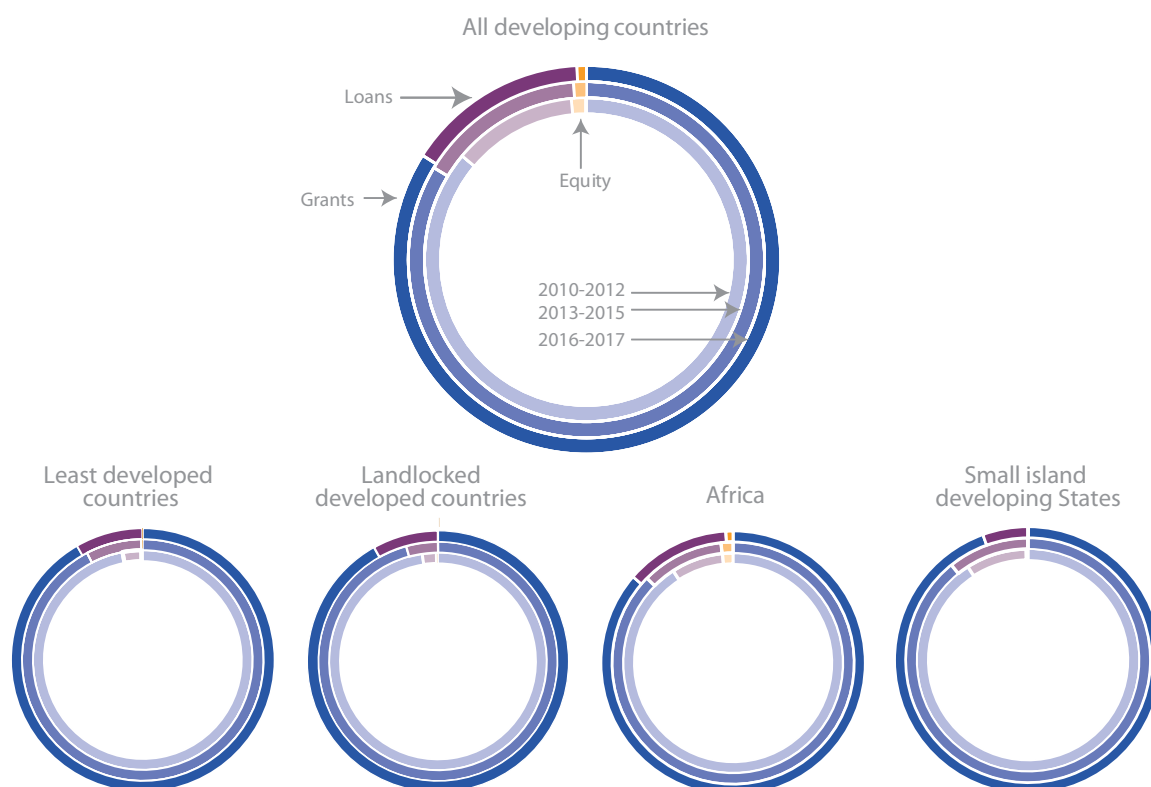 All developing countries
Loans
Equity
Grants
2010-2012
2013-2015
2016-2017
Least developed
countries
Landlocked
developed countries
Africa
Small island
developing States